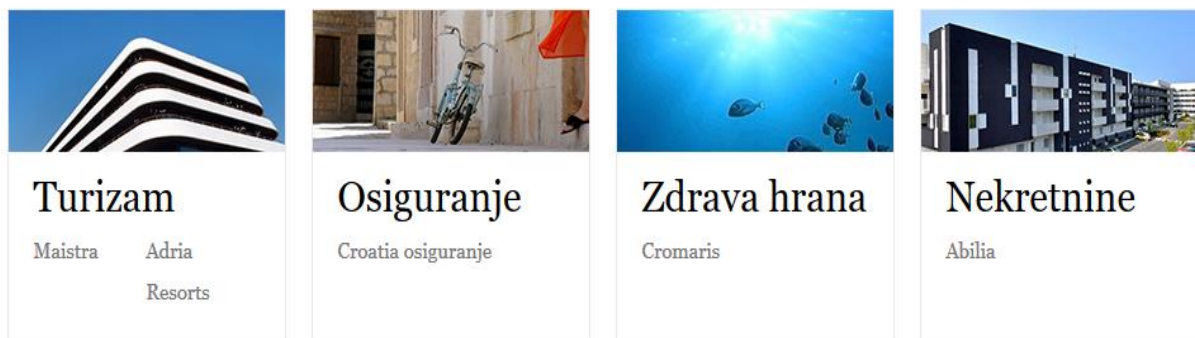 Turizam
Maistra Adria
Resorts
Osiguranje
Croatia osiguranje
Zdrava hrana
Cromaris
Nekretnine
Abilia